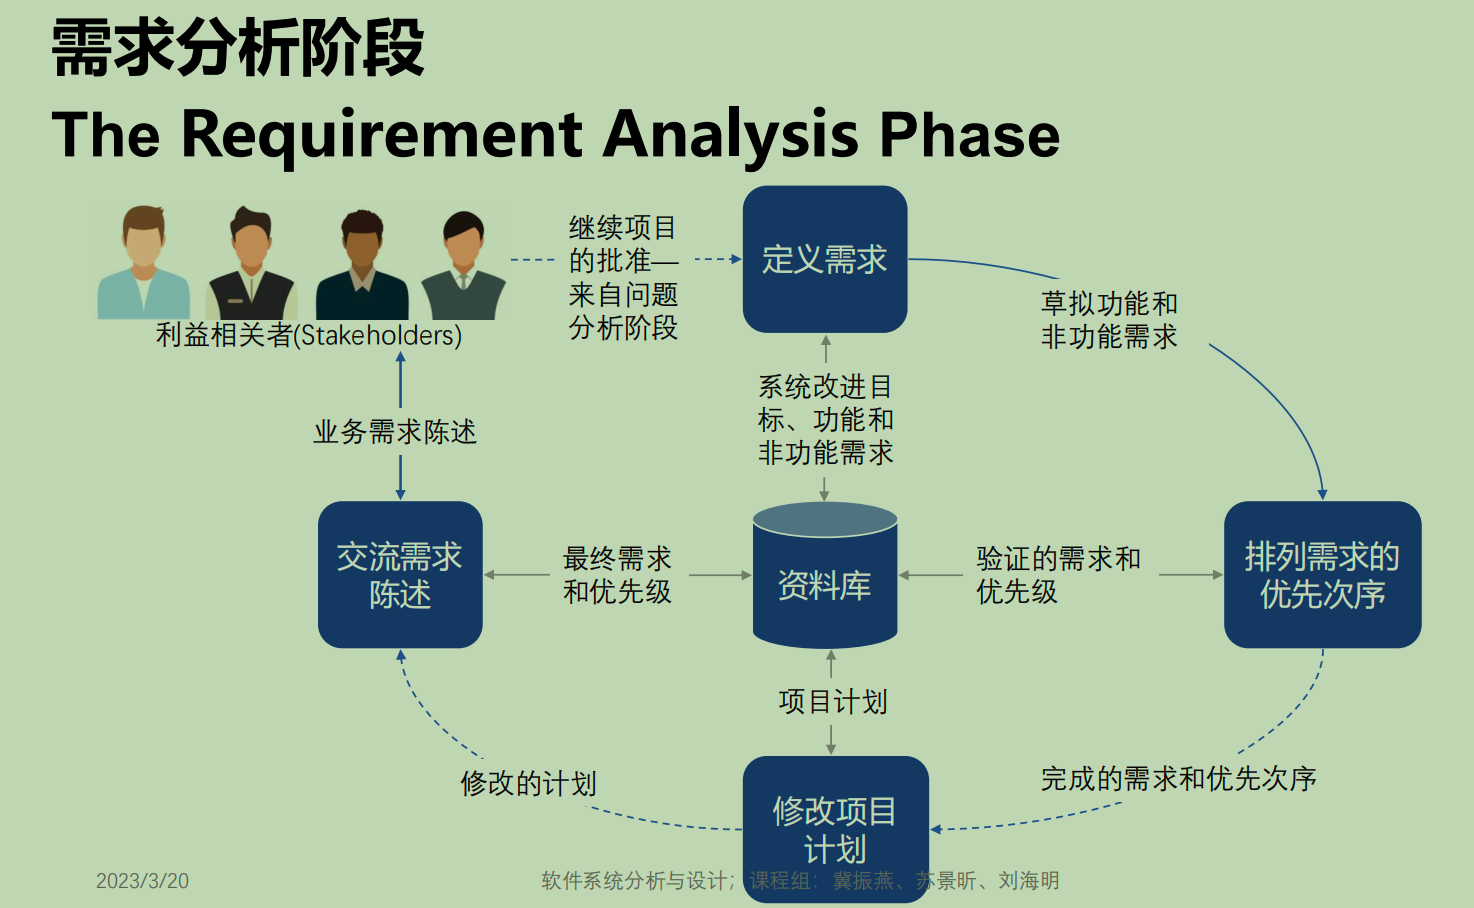 需求分析阶段
The Requirement Analysis Phase
继续项目
的批准—
来自问题
分析阶段
定义需求
草拟功能和
非功能需求
利益相关者(Stakeholders)
业务需求陈述
系统改进目
标、功能和
非功能需求
交流需求
陈述
最终需求
和优先级
资料库
验证的需求和
优先级
排列需求的
优先次序
项目计划
修改的计划
修改项目
计划
完成的需求和优先次序
2023/3/20
软件系统分析与设计；课程组：冀振燕、苏景昕、刘海明